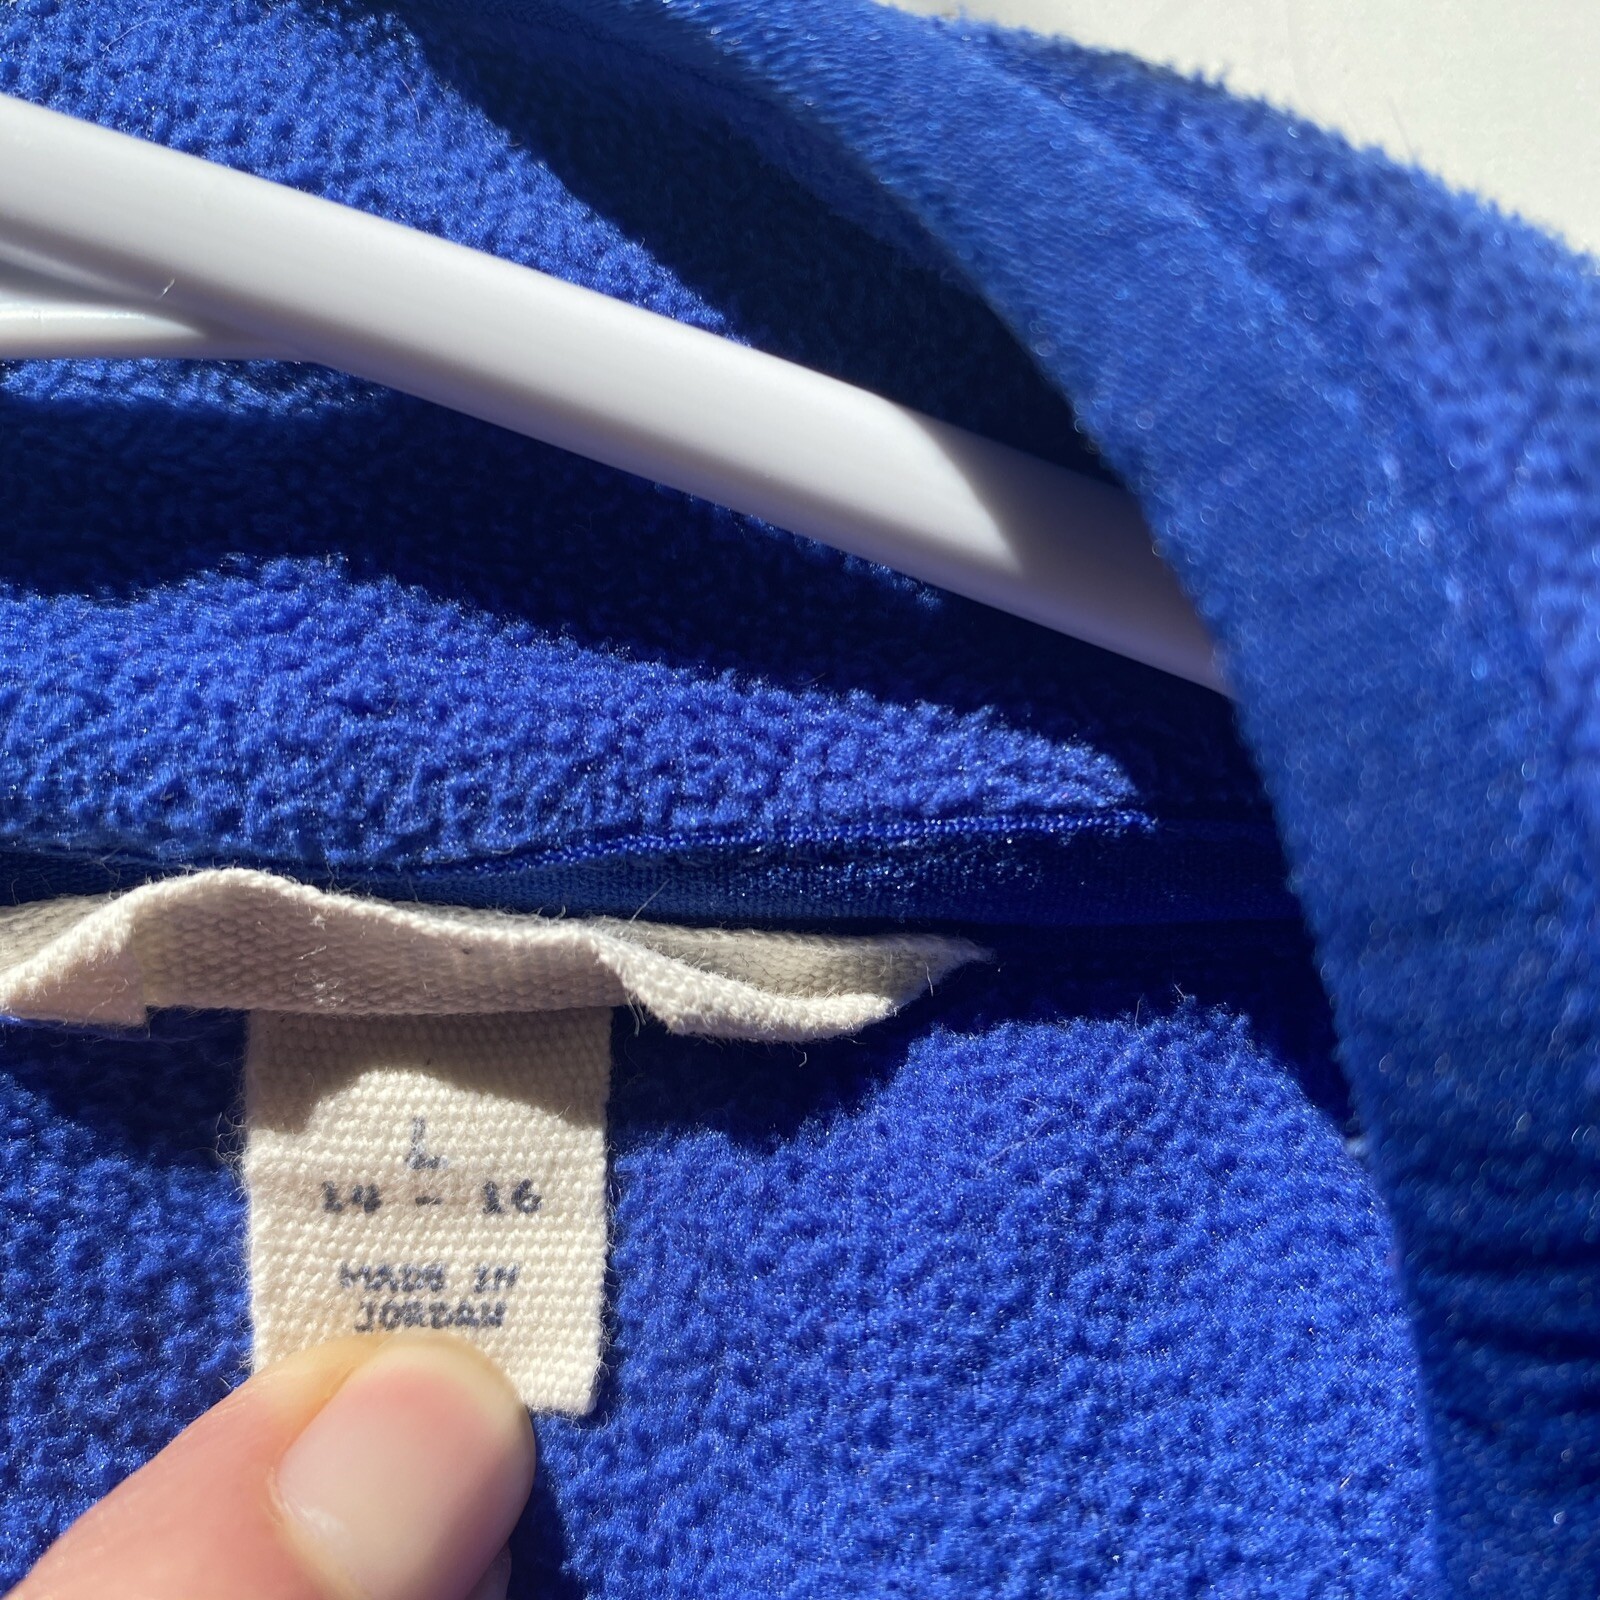 L
14 - 16
MADE IN
JORDAN